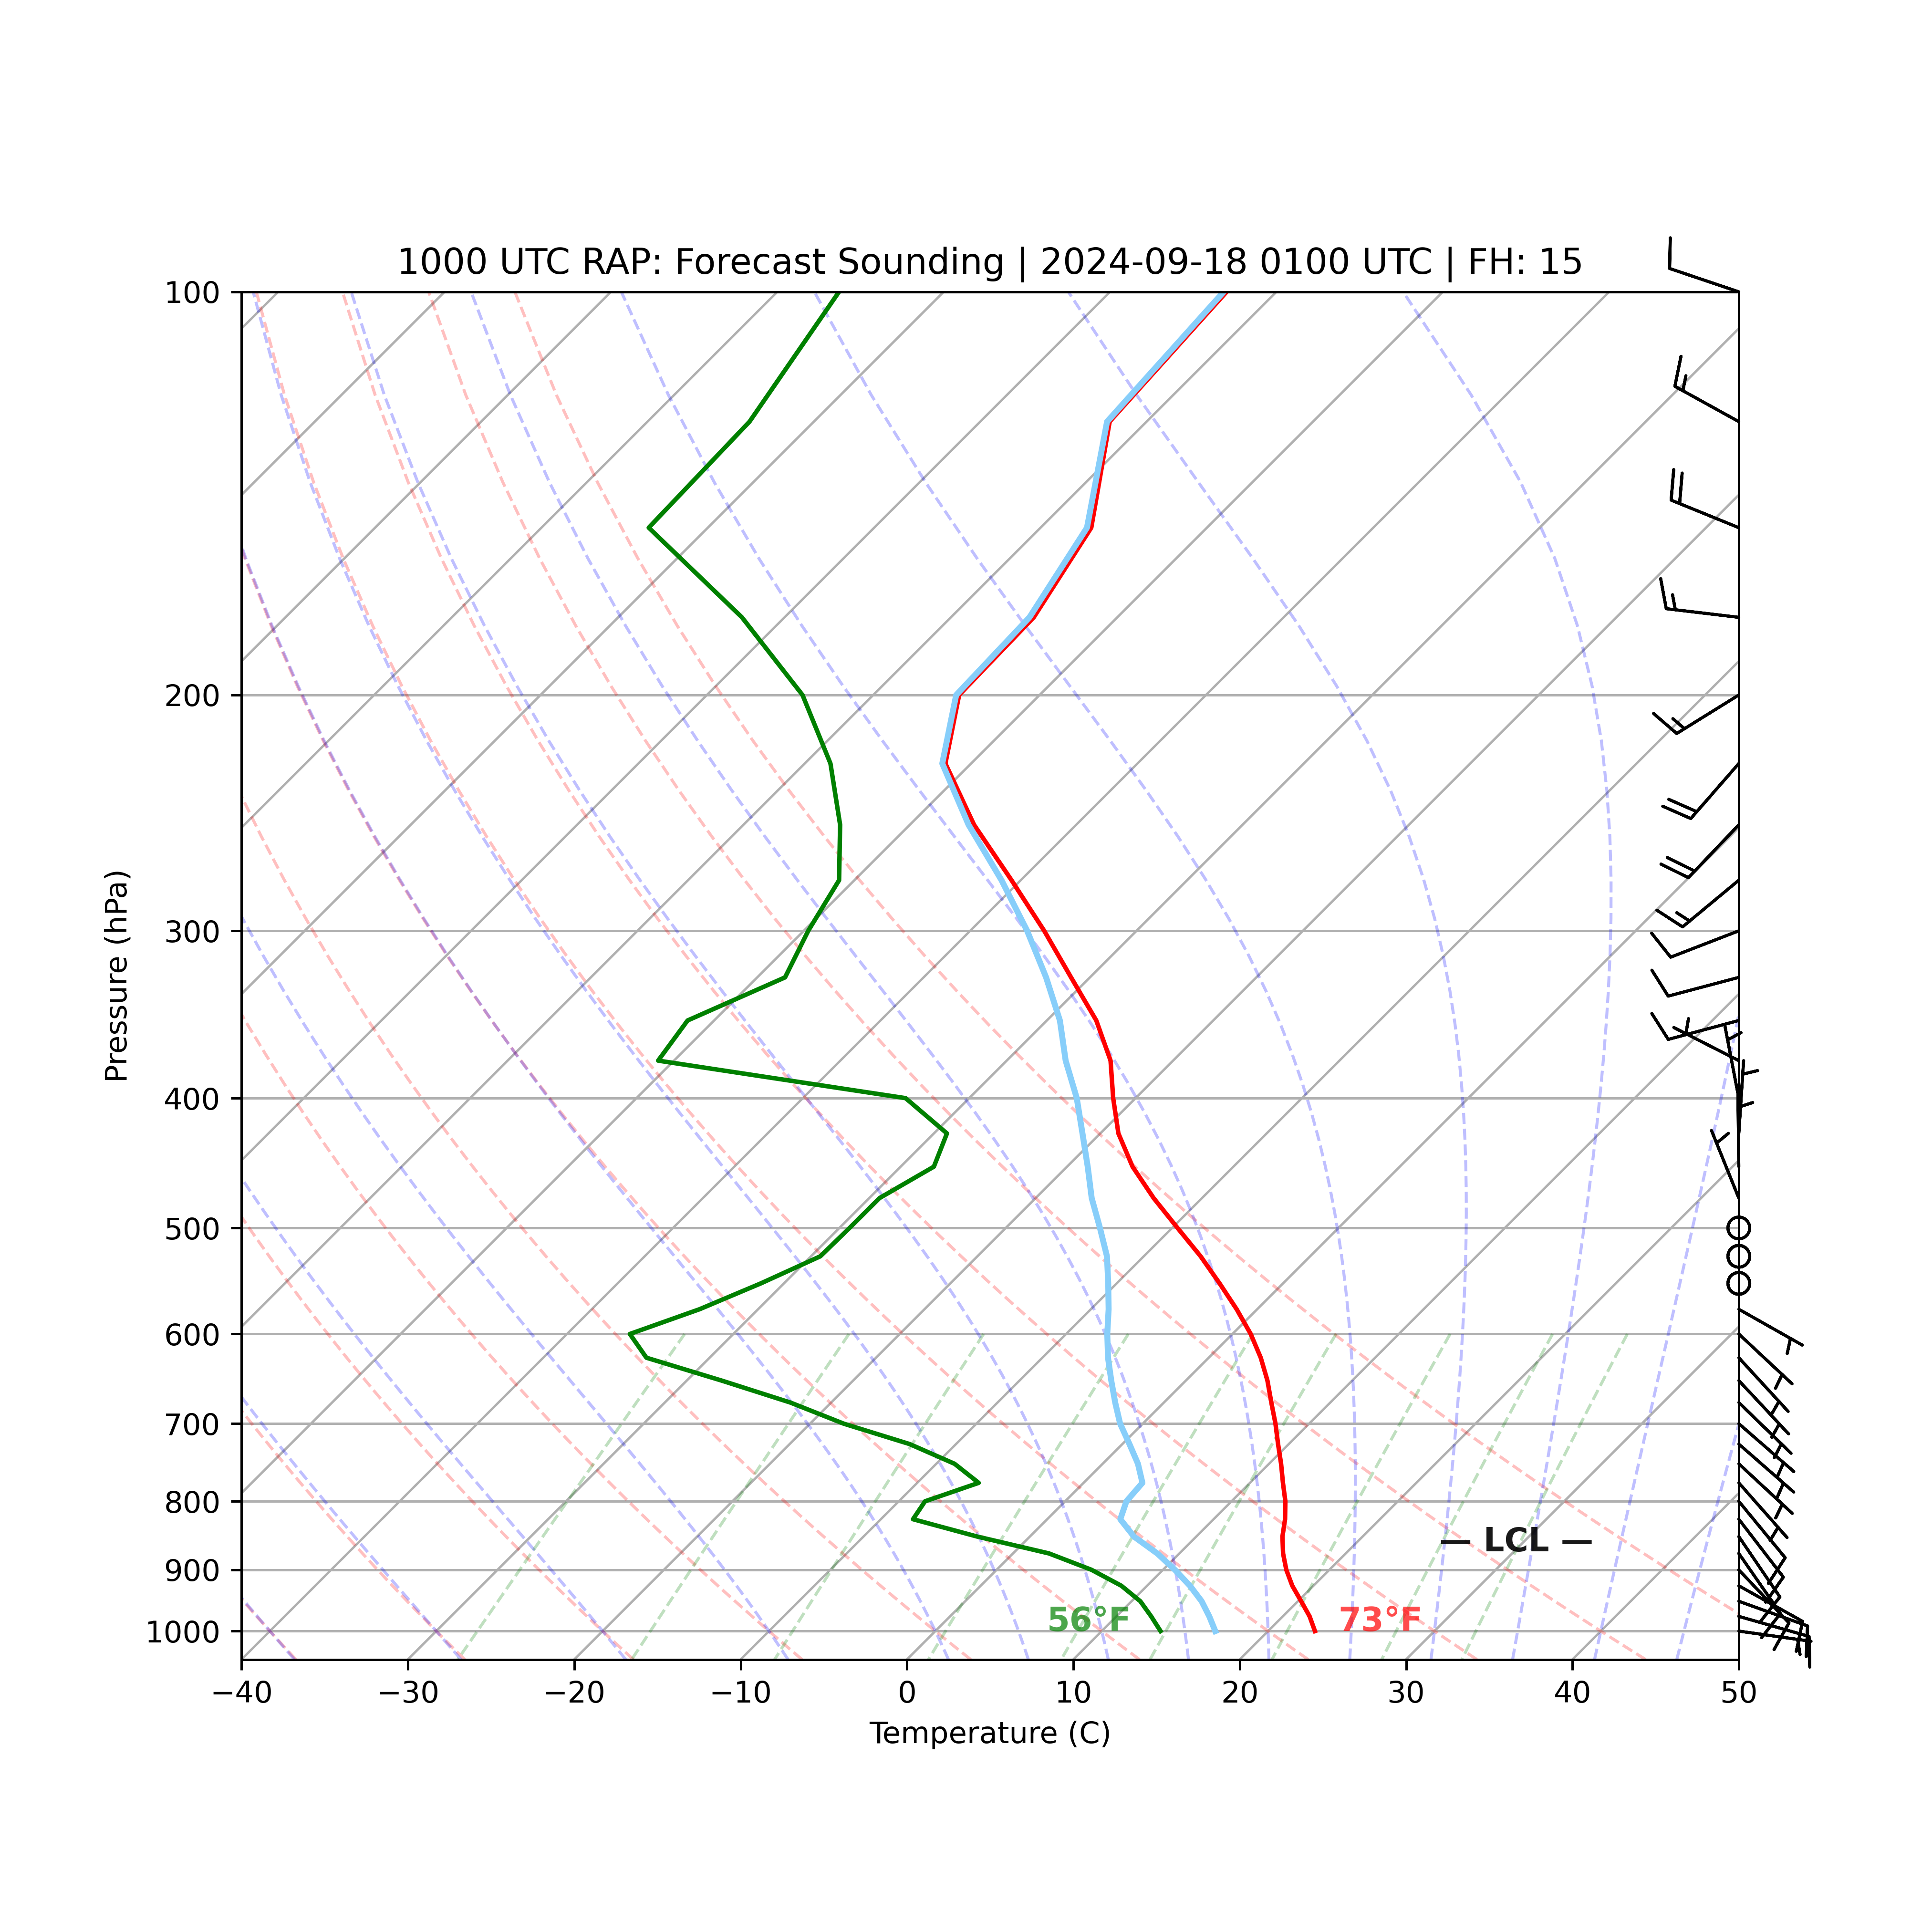 1000 UTC RAP: Forecast Sounding | 2024-09-18 0100 UTC | FH: 15
100
200
300
400
500
600
700
800
900
1000
Pressure (hPa)
— LCL —
56°F
73°F
−40 −30 −20 −10 0 10 20 30 40 50
Temperature (C)